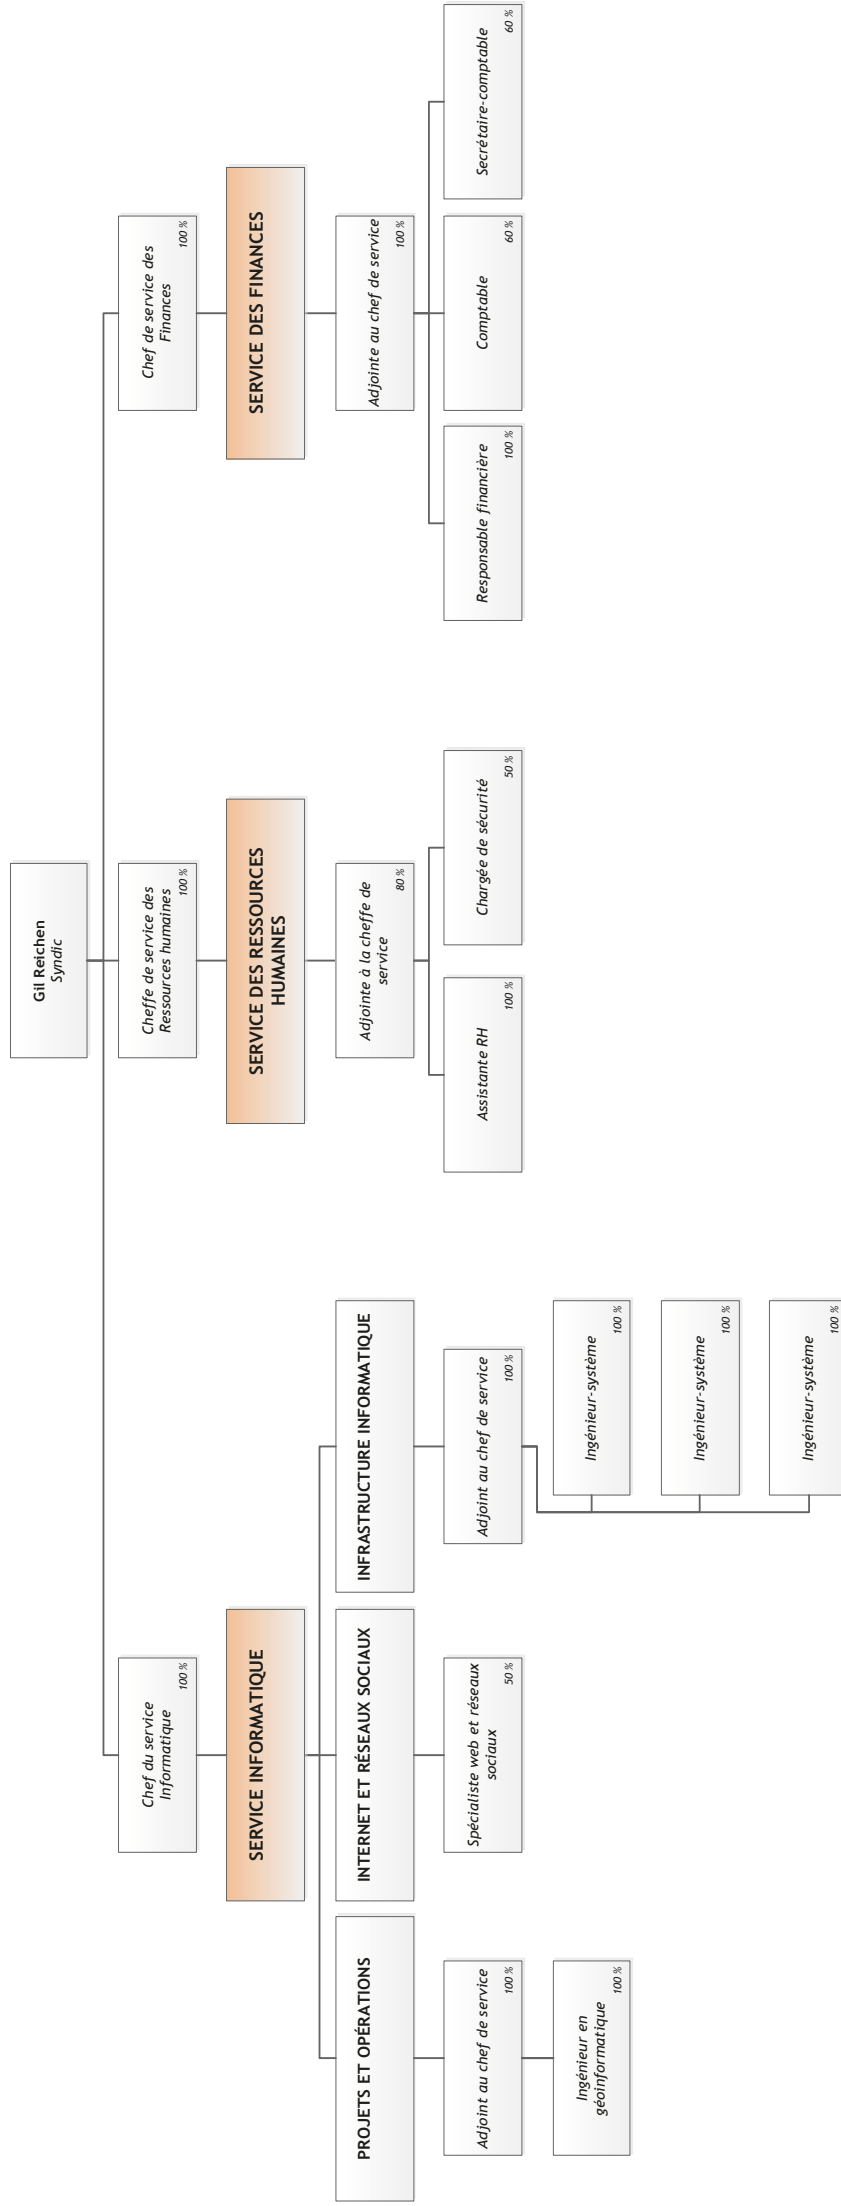 Gil Reichen
Syndic
Chef du service
Informatique
100 %
Cheffe de service des
Ressources humaines
100 %
Chef de service des
Finances
100 %
SERVICE INFORMATIQUE
SERVICE DES RESSOURCES
HUMAINES
SERVICE DES FINANCES
PROJETS ET OPÉRATIONS
INTERNET ET RÉSEAUX SOCIAUX
INFRASTRUCTURE INFORMATIQUE
Adjointe à la cheffe de
service
80 %
Adjointe au chef de service
100 %
Adjoint au chef de service
100 %
Spécialiste web et réseaux
sociaux
50 %
Adjoint au chef de service
100 %
Assistante RH
100 %
Chargée de sécurité
50 %
Responsable financière
100 %
Comptable
60 %
Secrétaire-comptable
60 %
Ingénieur en
géoinformatique
100 %
Ingénieur-système
100 %
Ingénieur-système
100 %
Ingénieur-système
100 %